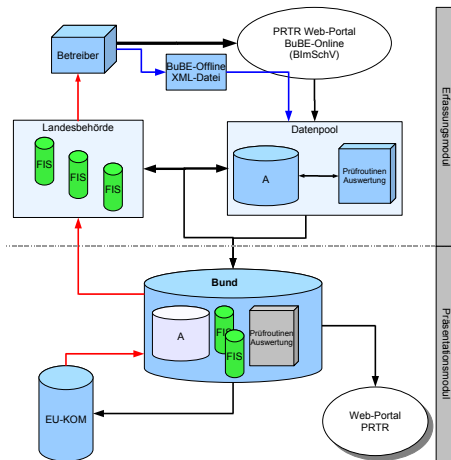 PRTR Web-Portal
BuBE-Online
(BImSchV)
Betreiber
BuBE-Offline
XML-Datei
Erfassungsmodul
Landesbehörde
FIS
FIS
FIS
Datenpool
A
Prüfroutinen
Auswertung
Bund
A
FIS
FIS
Prüfroutinen
Auswertung
Präsentationsmodul
EU-KOM
Web-Portal
PRTR